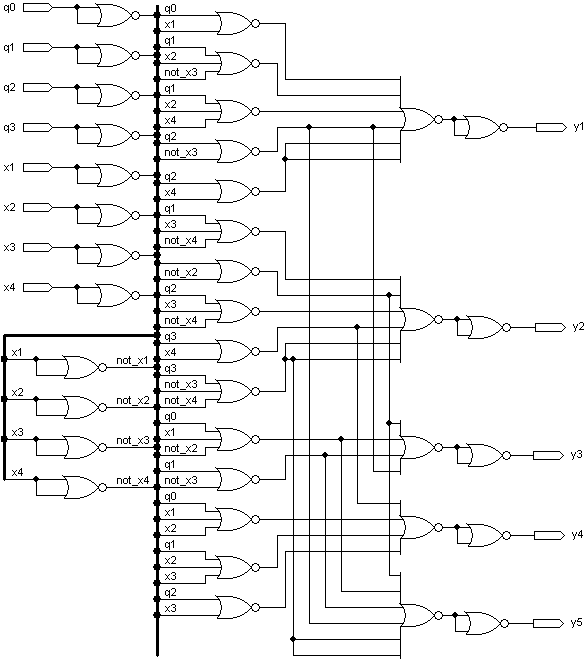 q0
q1
q2
q3
x1
x2
x3
x4
x1
x2
x3
x4
not_x1
not_x2
not_x3
not_x4
q0
x1
q1
x2
not_x3
q1
x2
x4
q2
not_x3
q2
x4
q1
x3
not_x4
not_x2
q2
x3
not_x4
q3
x4
q3
not_x3
not_x4
q0
x1
not_x2
q1
not_x3
q0
x1
x2
q1
x2
x3
q2
x3
y1
y2
y3
y4
y5